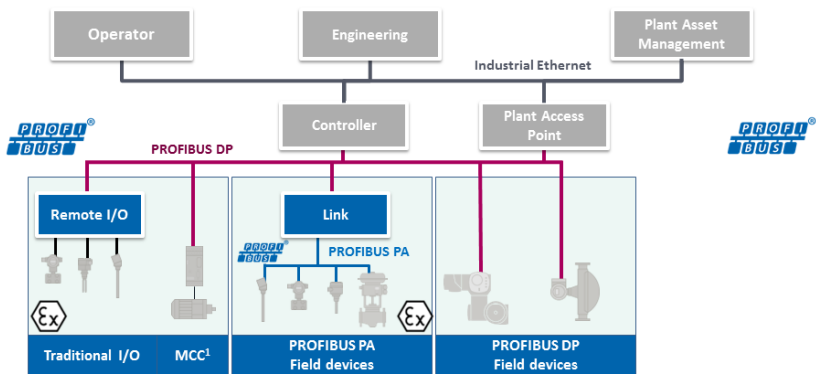 Operator
Engineering
Plant Asset
Management
Industrial Ethernet
Controller
Plant Access
Point
PROFI®
BUS
PROFI®
BUS
PROFIBUS DP
Remote I/O
Link
PROFI®
BUS
PROFIBUS PA
Ex
Ex
Traditional I/O
MCC¹
PROFIBUS PA
Field devices
PROFIBUS DP
Field devices